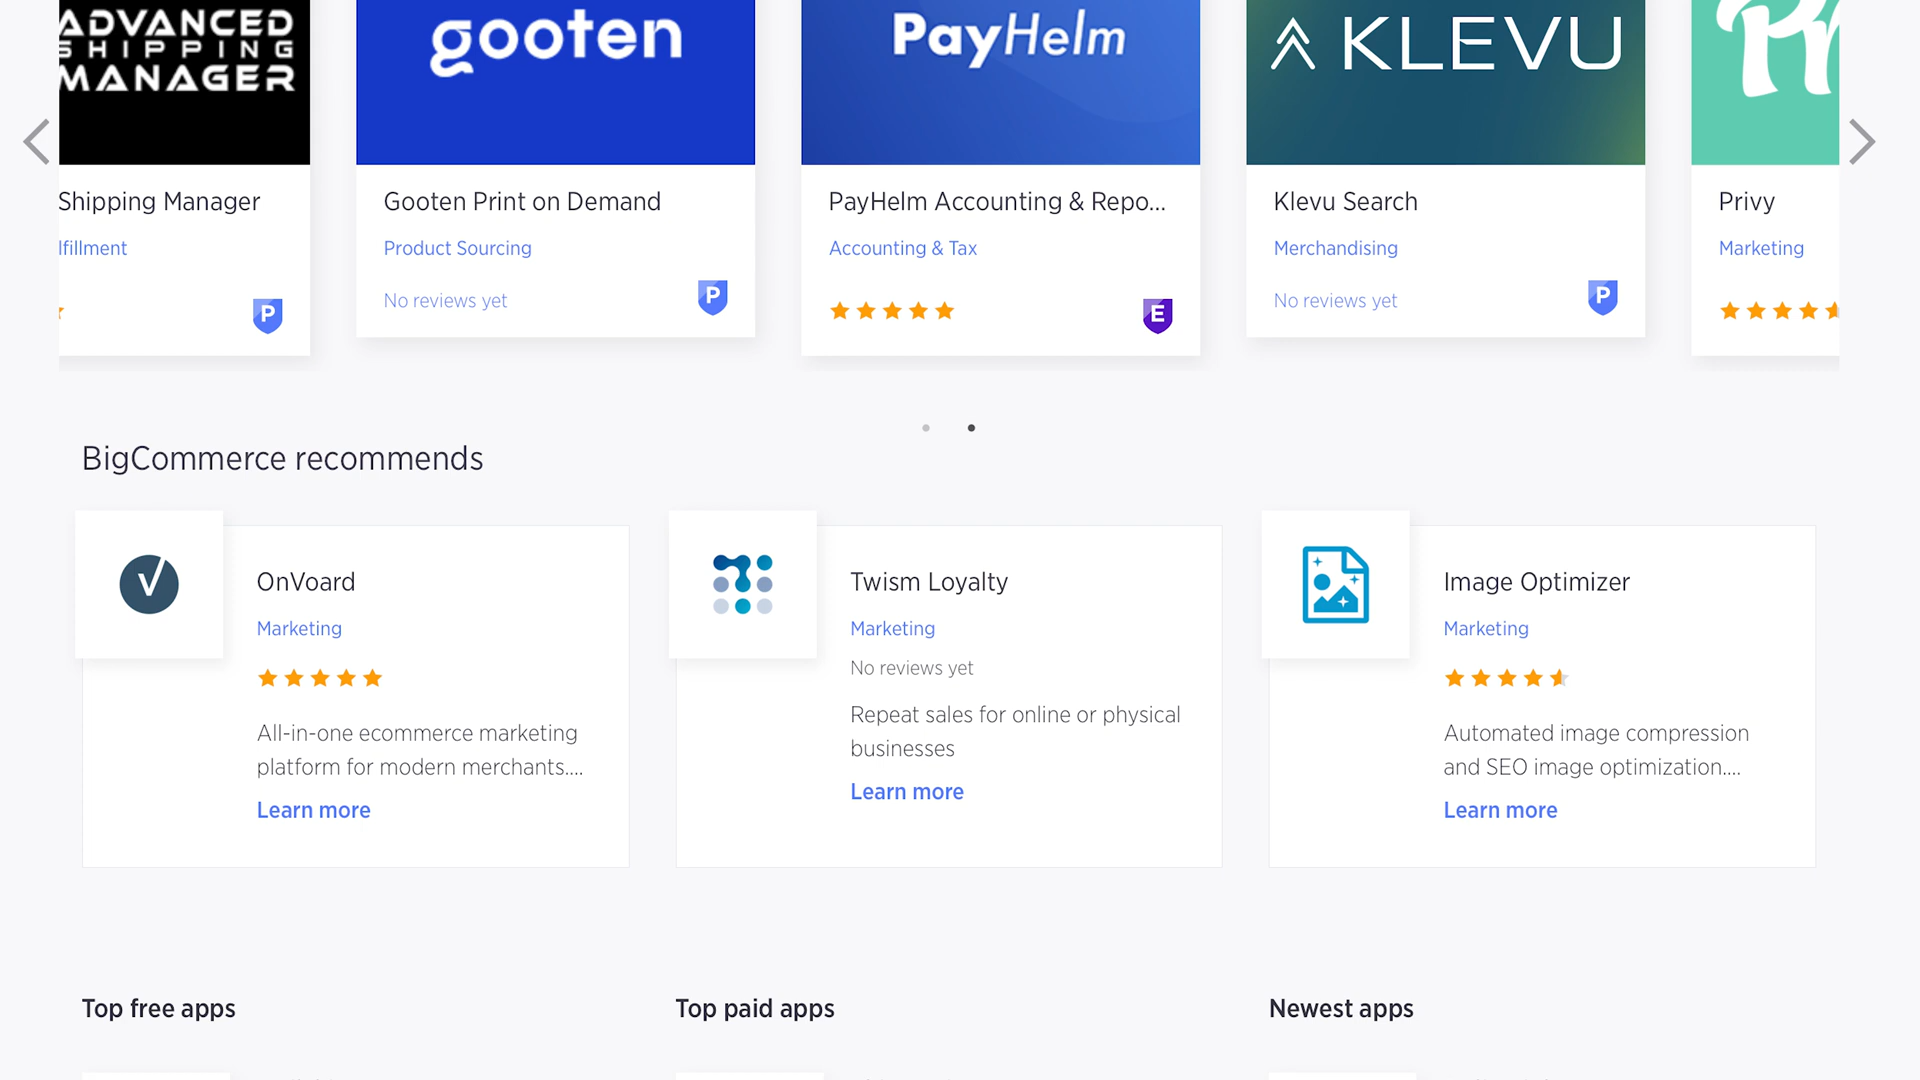 ADVANCED
SHIPPING
MANAGER
gooten
PayHelm
KLEVU
Shipping Manager
Gooten Print on Demand
PayHelm Accounting & Repo...
Klevu Search
Privy
lfillment
Product Sourcing
Accounting & Tax
Merchandising
Marketing
No reviews yet
No reviews yet
P
P
E
P
BigCommerce recommends
OnVoard
Marketing
All-in-one ecommerce marketing
platform for modern merchants....
Learn more
Twism Loyalty
Marketing
No reviews yet
Repeat sales for online or physical
businesses
Learn more
Image Optimizer
Marketing
Automated image compression
and SEO image optimization....
Learn more
Top free apps
Top paid apps
Newest apps